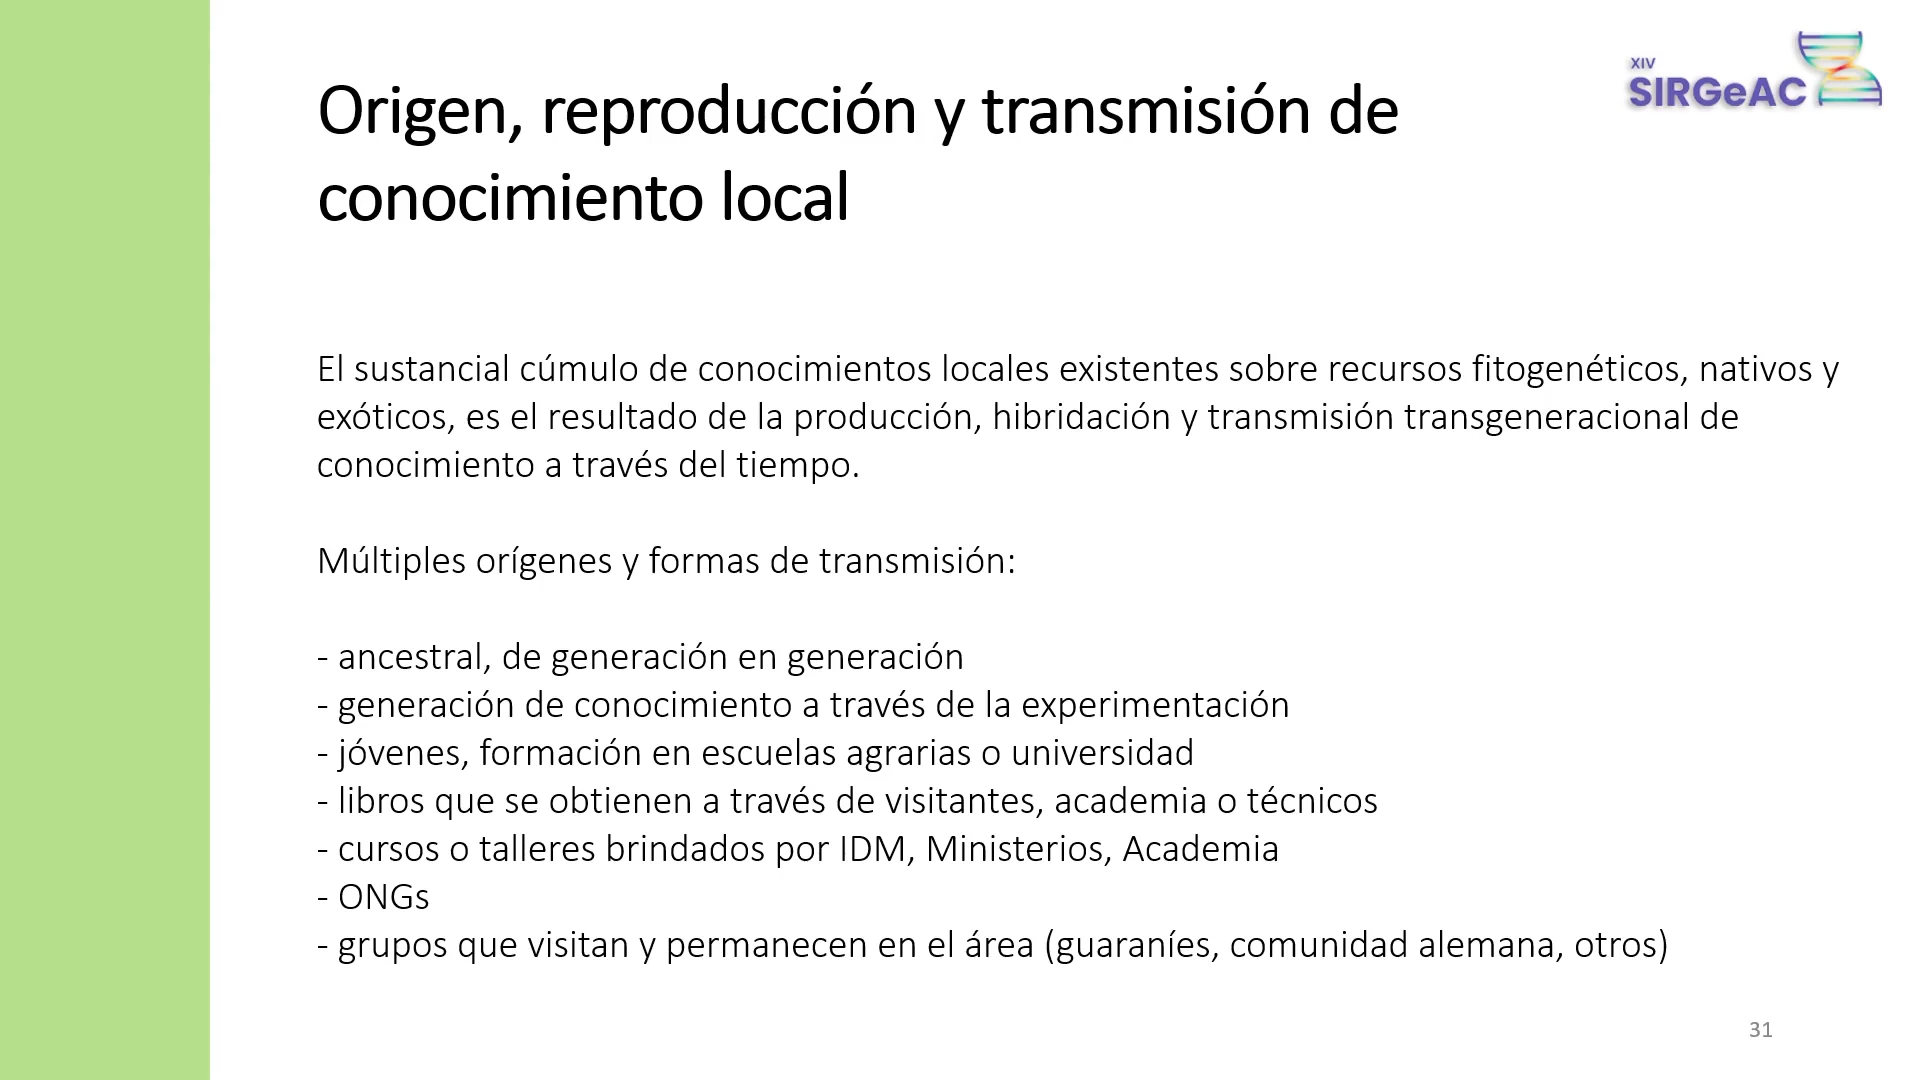 XIV
SIRGeAC
Origen, reproducción y transmisión de
conocimiento local
El sustancial cúmulo de conocimientos locales existentes sobre recursos fitogenéticos, nativos y
exóticos, es el resultado de la producción, hibridación y transmisión transgeneracional de
conocimiento a través del tiempo.
Múltiples orígenes y formas de transmisión:
- ancestral, de generación en generación
- generación de conocimiento a través de la experimentación
- jóvenes, formación en escuelas agrarias o universidad
- libros que se obtienen a través de visitantes, academia o técnicos
- cursos o talleres brindados por IDM, Ministerios, Academia
- ONGs
- grupos que visitan y permanecen en el área (guaraníes, comunidad alemana, otros)
31